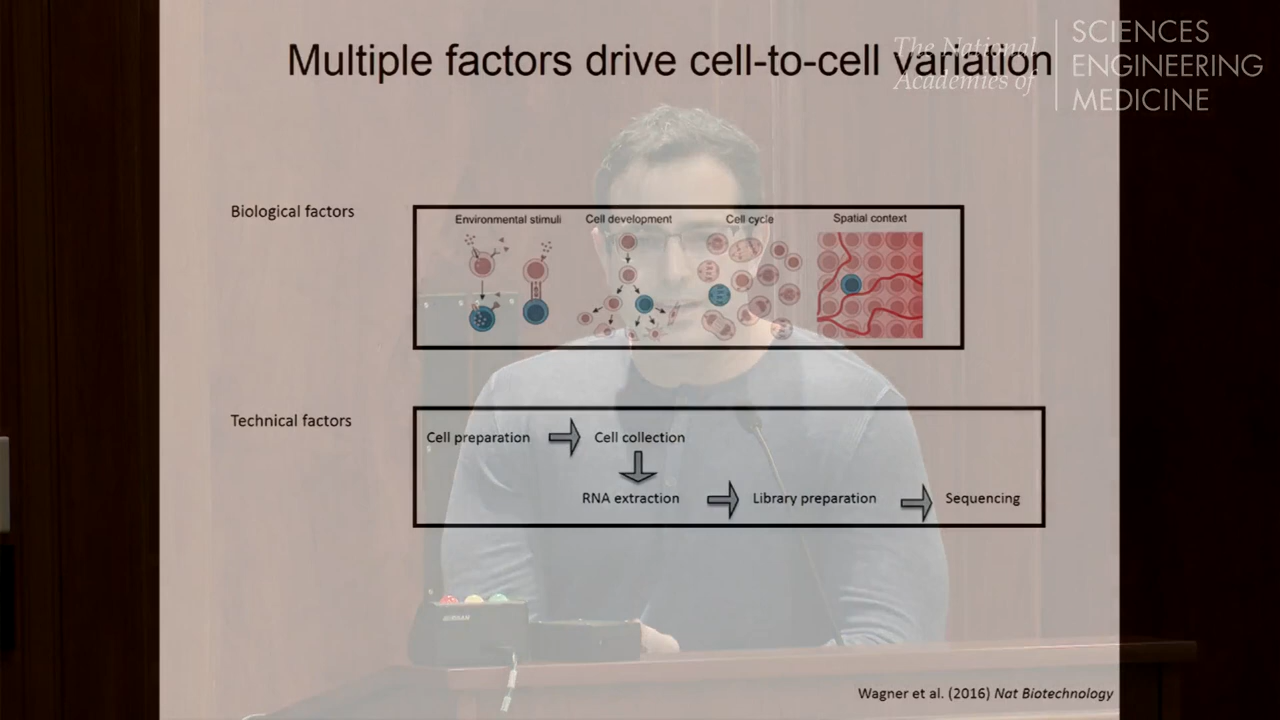 Multiple factors drive cell-to-cell variation
The National
Academies of
SCIENCES
ENGINEERING
MEDICINE
Biological factors
Environmental stimuli
Cell development
Cell cycle
Spatial context
Technical factors
Cell preparation
Cell collection
RNA extraction
Library preparation
Sequencing
Wagner et al. (2016) Nat Biotechnology